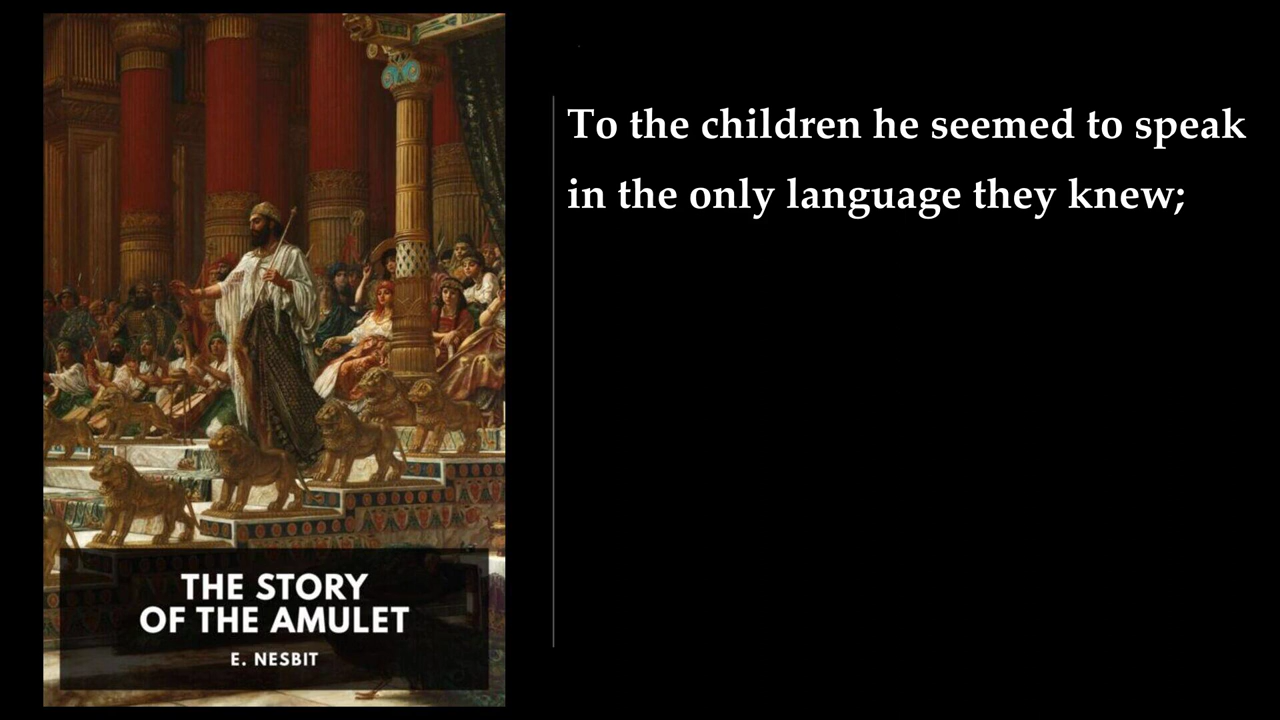 THE STORY
OF THE AMULET
E. NESBIT
To the children he seemed to speak
in the only language they knew;